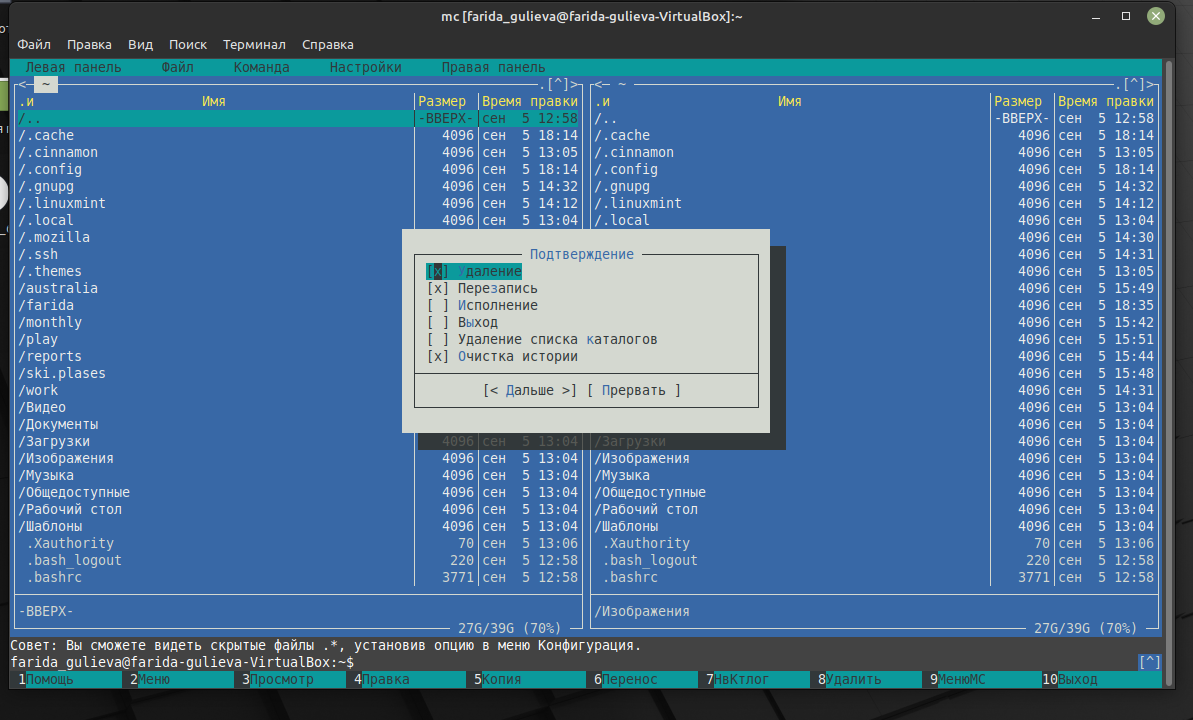 mc [farida_gulieva@farida-gulieva-VirtualBox]:~
Файл Правка Вид Поиск Терминал Справка
Левая панель Файл Команда Настройки Правая панель
<─ ~ ─.[^]> <─ ~ ─.[^]>
.и Имя Размер Время правки .и Имя Размер Время правки
/.. -ВВЕРХ- сен 5 12:58 /.. -ВВЕРХ- сен 5 12:58
/.cache 4096 сен 5 18:14 /.cache 4096 сен 5 18:14
/.cinnamon 4096 сен 5 13:05 /.cinnamon 4096 сен 5 13:05
/.config 4096 сен 5 18:14 /.config 4096 сен 5 18:14
/.gnupg 4096 сен 5 14:32 /.gnupg 4096 сен 5 14:32
/.linuxmint 4096 сен 5 14:12 /.linuxmint 4096 сен 5 14:12
/.local 4096 сен 5 13:04 /.local 4096 сен 5 13:04
/.mozilla 4096 сен 5 14:30
/.ssh Подтверждение 4096 сен 5 14:31
/.themes [x] Удаление 4096 сен 5 13:05
/australia [x] Перезапись 4096 сен 5 15:49
/farida [ ] Исполнение 4096 сен 5 18:35
/monthly [ ] Выход 4096 сен 5 15:42
/play [ ] Удаление списка каталогов 4096 сен 5 15:51
/reports [x] Очистка истории 4096 сен 5 15:44
/ski.plases 4096 сен 5 15:48
/work [< Дальше >] [ Прервать ] 4096 сен 5 14:31
/Видео 4096 сен 5 13:04
/Документы 4096 сен 5 13:04
/Загрузки 4096 сен 5 13:04 /Загрузки 4096 сен 5 13:04
/Изображения 4096 сен 5 13:04 /Изображения 4096 сен 5 13:04
/Музыка 4096 сен 5 13:04 /Музыка 4096 сен 5 13:04
/Общедоступные 4096 сен 5 13:04 /Общедоступные 4096 сен 5 13:04
/Рабочий стол 4096 сен 5 13:04 /Рабочий стол 4096 сен 5 13:04
/Шаблоны 4096 сен 5 13:04 /Шаблоны 4096 сен 5 13:04
.Xauthority 70 сен 5 13:06 .Xauthority 70 сен 5 13:06
.bash_logout 220 сен 5 12:58 .bash_logout 220 сен 5 12:58
.bashrc 3771 сен 5 12:58 .bashrc 3771 сен 5 12:58
-ВВЕРХ- /Изображения
27G/39G (70%) 27G/39G (70%)
Совет: Вы сможете видеть скрытые файлы .*, установив опцию в меню Конфигурация.
farida_gulieva@farida-gulieva-VirtualBox:~$ [^]
1Помощь 2Меню 3Просмотр 4Правка 5Копия 6Перенос 7НвКтлог 8Удалить 9МенюМС 10Выход